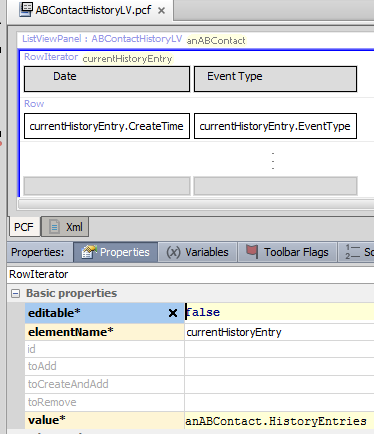 ABContactHistoryLV.pcf ×
ListViewPanel : ABContactHistoryLV anABContact
RowIterator currentHistoryEntry
Date Event Type
Row
currentHistoryEntry.CreateTime currentHistoryEntry.EventType
PCF Xml
Properties: Properties (x) Variables Toolbar Flags
RowIterator
Basic properties
editable* × false
elementName* currentHistoryEntry
id
toAdd
toCreateAndAdd
toRemove
value* anABContact.HistoryEntries